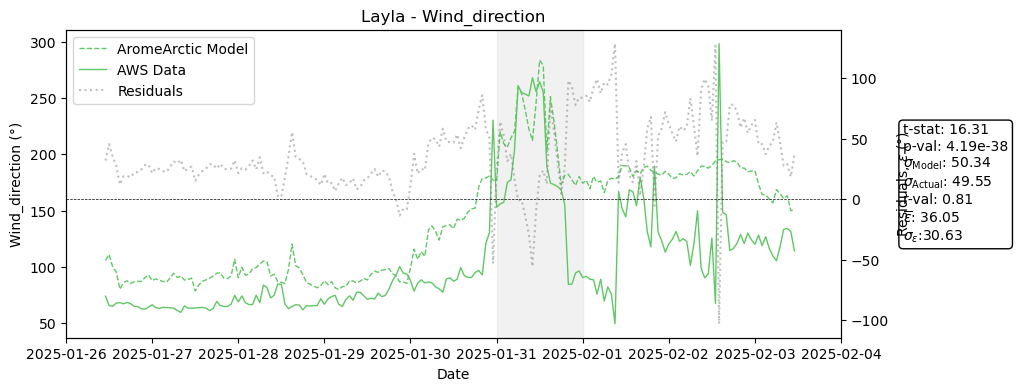 Layla - Wind_direction
AromeArctic Model
AWS Data
Residuals
Wind_direction (°)
300
250
200
150
100
50
100
50
0
−50
−100
t-stat: 16.31
p-val: 4.19e-38
σModel: 50.34
σActual: 49.55
r-val: 0.81
ε̄: 36.05
σε:30.63
2025-01-26
2025-01-27
2025-01-28
2025-01-29
2025-01-30
2025-01-31
2025-02-01
2025-02-02
2025-02-03
2025-02-04
Date